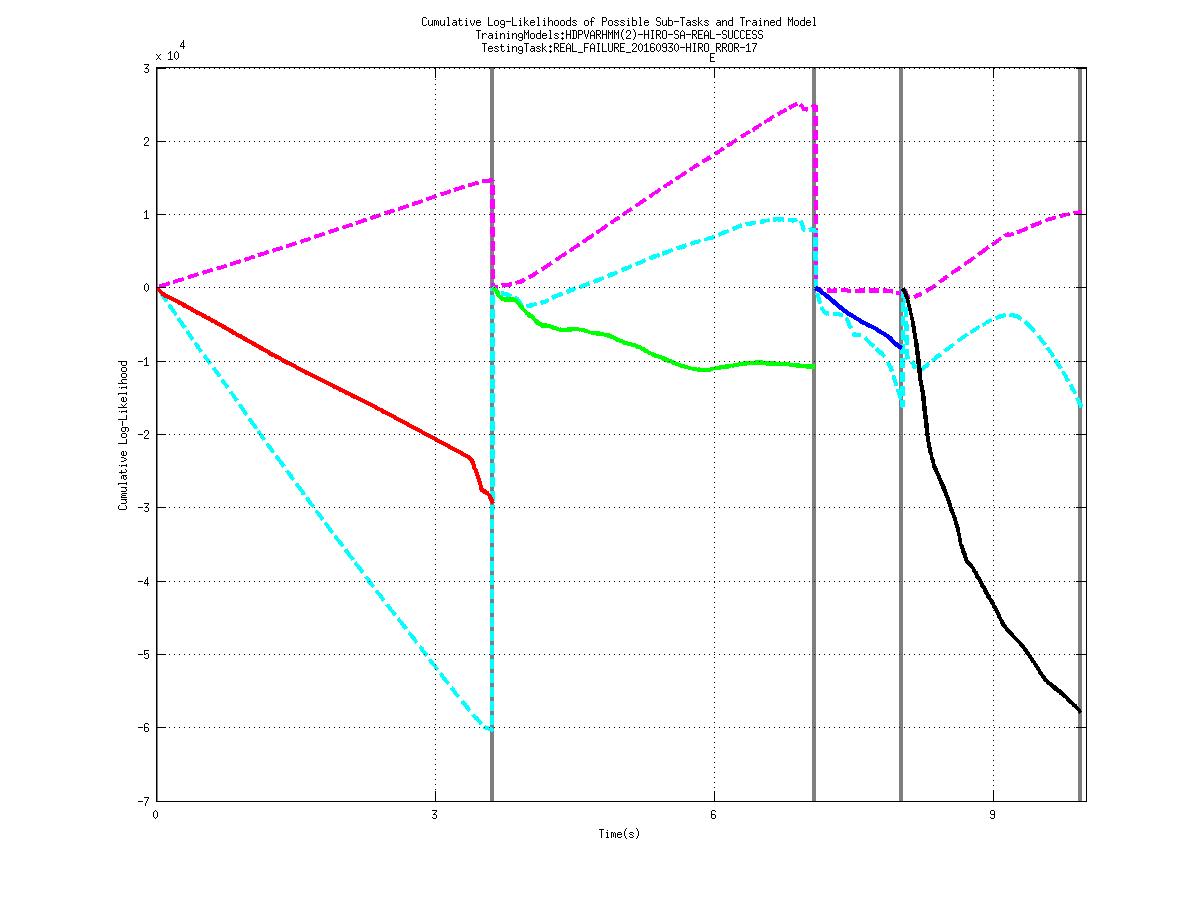 Cumulative Log-Likelihoods of Possible Sub-Tasks and Trained Model
TrainingModels:HDPVARHMM(2)-HIRO-SA-REAL-SUCCESS
TestingTask:REAL_FAILURE_20160930-HIRO_RROR-17
E
x 10^4
3
2
1
0
-1
-2
-3
-4
-5
-6
-7
Cumulative Log-Likelihood
0 3 6 9
Time(s)